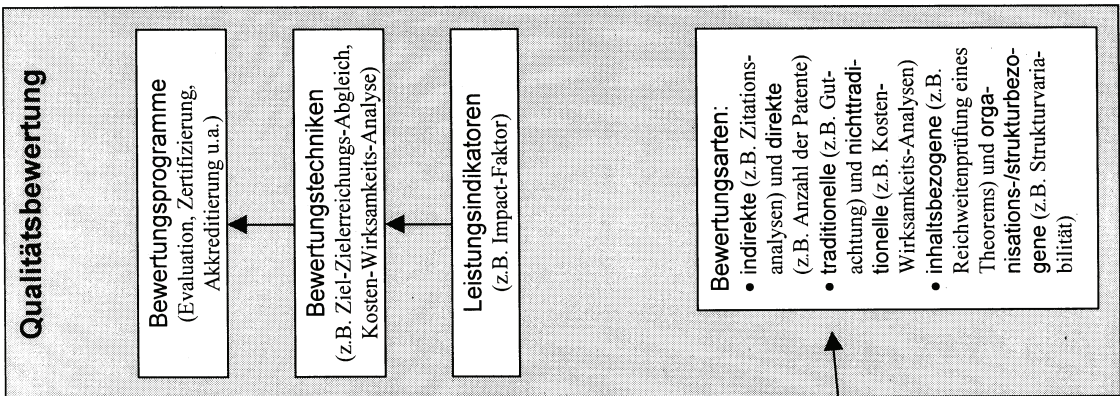 Qualitätsbewertung
Bewertungsprogramme
(Evaluation, Zertifizierung,
Akkreditierung u.a.)
Bewertungstechniken
(z.B. Ziel-Zielerreichungs-Abgleich,
Kosten-Wirksamkeits-Analyse)
Leistungsindikatoren
(z.B. Impact-Faktor)
Bewertungsarten:
• indirekte (z.B. Zitations-
analysen) und direkte
(z.B. Anzahl der Patente)
• traditionelle (z.B. Gut-
achtung) und nichttradi-
tionelle (z.B. Kosten-
Wirksamkeits-Analysen)
• inhaltsbezogene (z.B.
Reichweitenprüfung eines
Theorems) und orga-
nisations-/strukturbezo-
gene (z.B. Strukturvaria-
bilität)